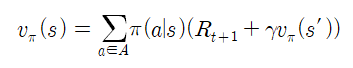 v_π(s) = ∑_{a∈A} π(a|s)(R_{t+1} + γv_π(s′))